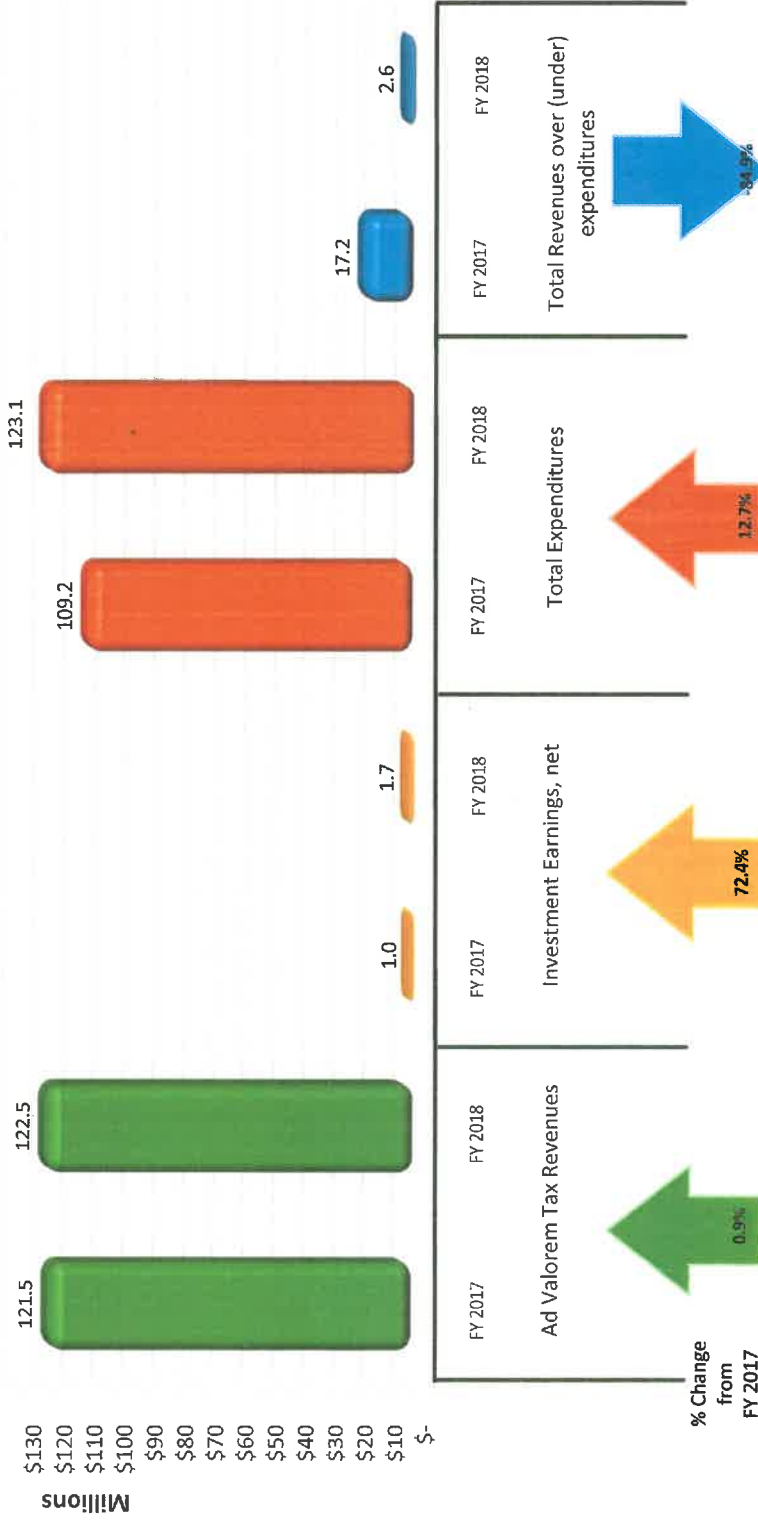 Millions
$130
$120
$110
$100
$90
$80
$70
$60
$50
$40
$30
$20
$10
$-
121.5
122.5
1.0
1.7
109.2
123.1
17.2
2.6
FY 2017
FY 2018
FY 2017
FY 2018
FY 2017
FY 2018
FY 2017
FY 2018
Ad Valorem Tax Revenues
Investment Earnings, net
Total Expenditures
Total Revenues over (under)
expenditures
% Change
from
FY 2017
0.9%
72.4%
12.7%
-84.9%